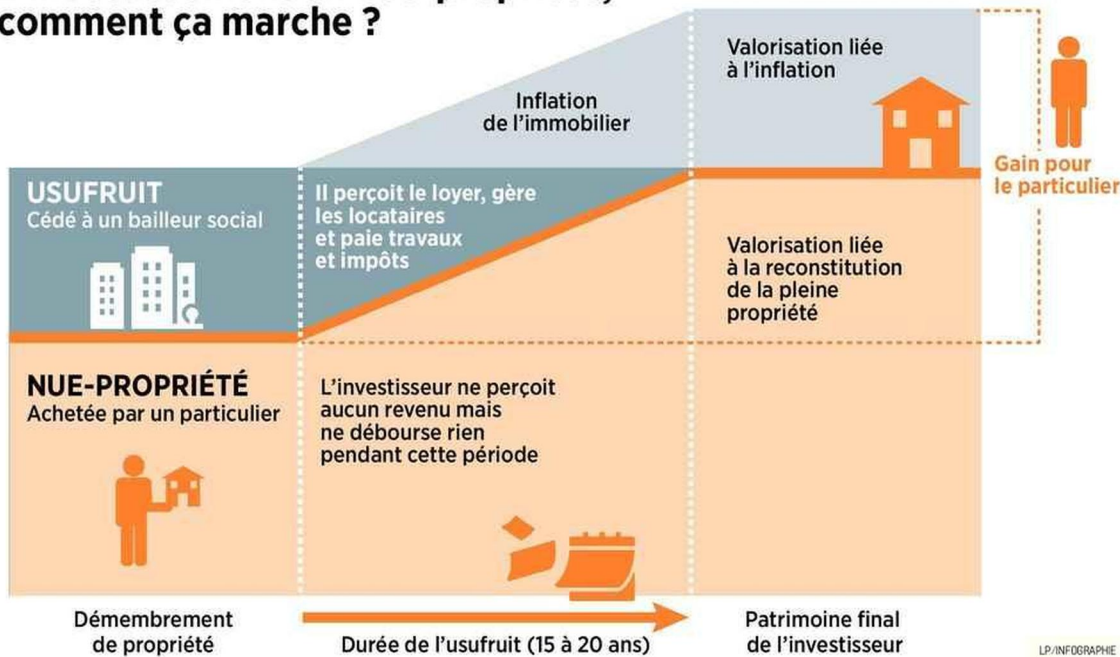 comment ça marche ?
Valorisation liée
à l'inflation
Inflation
de l'immobilier
Gain pour
le particulier
USUFRUIT
Cédé à un bailleur social
Il perçoit le loyer, gère
les locataires
et paie travaux
et impôts
Valorisation liée
à la reconstitution
de la pleine
propriété
NUE-PROPRIÉTÉ
Achetée par un particulier
L'investisseur ne perçoit
aucun revenu mais
ne débourse rien
pendant cette période
Démembrement
de propriété
Durée de l'usufruit (15 à 20 ans)
Patrimoine final
de l'investisseur
LP/INFOGRAPHIE